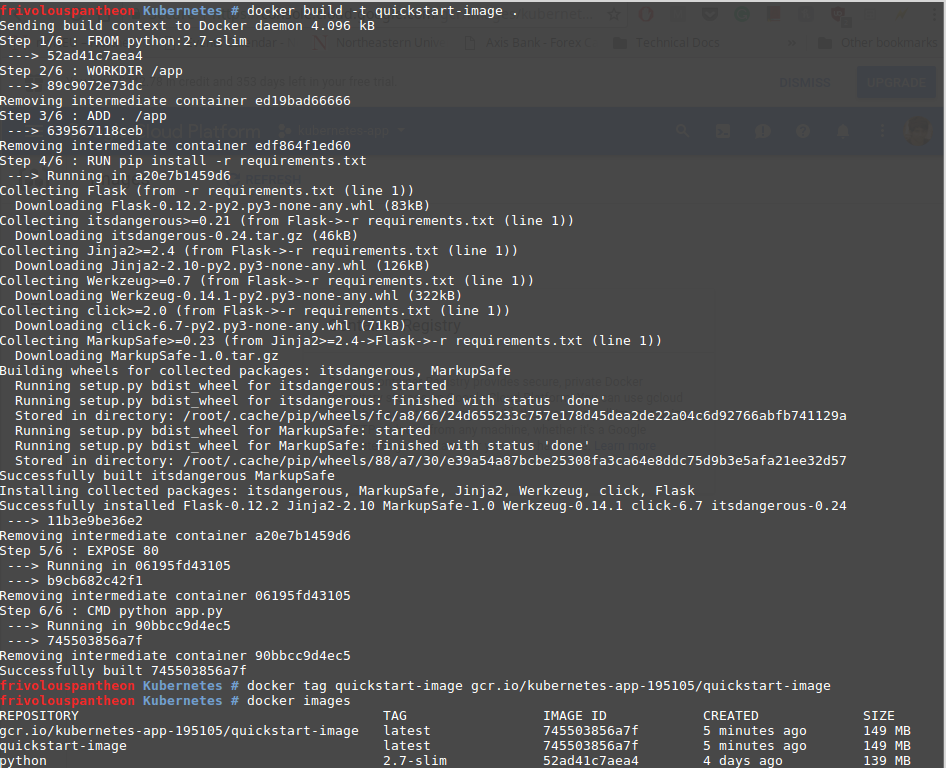 frivolouspantheon Kubernetes # docker build -t quickstart-image .
Sending build context to Docker daemon 4.096 kB
Step 1/6 : FROM python:2.7-slim
 ---> 52ad41c7aea4
Step 2/6 : WORKDIR /app
 ---> 89c9072e73dc
Removing intermediate container ed19bad66666
Step 3/6 : ADD . /app
 ---> 639567118ceb
Removing intermediate container edf864f1ed60
Step 4/6 : RUN pip install -r requirements.txt
 ---> Running in a20e7b1459d6
Collecting Flask (from -r requirements.txt (line 1))
  Downloading Flask-0.12.2-py2.py3-none-any.whl (83kB)
Collecting itsdangerous>=0.21 (from Flask->-r requirements.txt (line 1))
  Downloading itsdangerous-0.24.tar.gz (46kB)
Collecting Jinja2>=2.4 (from Flask->-r requirements.txt (line 1))
  Downloading Jinja2-2.10-py2.py3-none-any.whl (126kB)
Collecting Werkzeug>=0.7 (from Flask->-r requirements.txt (line 1))
  Downloading Werkzeug-0.14.1-py2.py3-none-any.whl (322kB)
Collecting click>=2.0 (from Flask->-r requirements.txt (line 1))
  Downloading click-6.7-py2.py3-none-any.whl (71kB)
Collecting MarkupSafe>=0.23 (from Jinja2>=2.4->Flask->-r requirements.txt (line 1))
  Downloading MarkupSafe-1.0.tar.gz
Building wheels for collected packages: itsdangerous, MarkupSafe
  Running setup.py bdist_wheel for itsdangerous: started
  Running setup.py bdist_wheel for itsdangerous: finished with status 'done'
  Stored in directory: /root/.cache/pip/wheels/fc/a8/66/24d655233c757e178d45dea2de22a04c6d92766abfb741129a
  Running setup.py bdist_wheel for MarkupSafe: started
  Running setup.py bdist_wheel for MarkupSafe: finished with status 'done'
  Stored in directory: /root/.cache/pip/wheels/88/a7/30/e39a54a87bcbe25308fa3ca64e8ddc75d9b3e5afa21ee32d57
Successfully built itsdangerous MarkupSafe
Installing collected packages: itsdangerous, MarkupSafe, Jinja2, Werkzeug, click, Flask
Successfully installed Flask-0.12.2 Jinja2-2.10 MarkupSafe-1.0 Werkzeug-0.14.1 click-6.7 itsdangerous-0.24
 ---> 11b3e9be36e2
Removing intermediate container a20e7b1459d6
Step 5/6 : EXPOSE 80
 ---> Running in 06195fd43105
 ---> b9cb682c42f1
Removing intermediate container 06195fd43105
Step 6/6 : CMD python app.py
 ---> Running in 90bbcc9d4ec5
 ---> 745503856a7f
Removing intermediate container 90bbcc9d4ec5
Successfully built 745503856a7f
frivolouspantheon Kubernetes # docker tag quickstart-image gcr.io/kubernetes-app-195105/quickstart-image
frivolouspantheon Kubernetes # docker images
REPOSITORY TAG IMAGE ID CREATED SIZE
gcr.io/kubernetes-app-195105/quickstart-image latest 745503856a7f 5 minutes ago 149 MB
quickstart-image latest 745503856a7f 5 minutes ago 149 MB
python 2.7-slim 52ad41c7aea4 4 days ago 139 MB
Northeastern Univ
Axis Bank - Forex
Technical Docs
Other bookmarks
DISMISS
UPGRADE
kubernetes-app